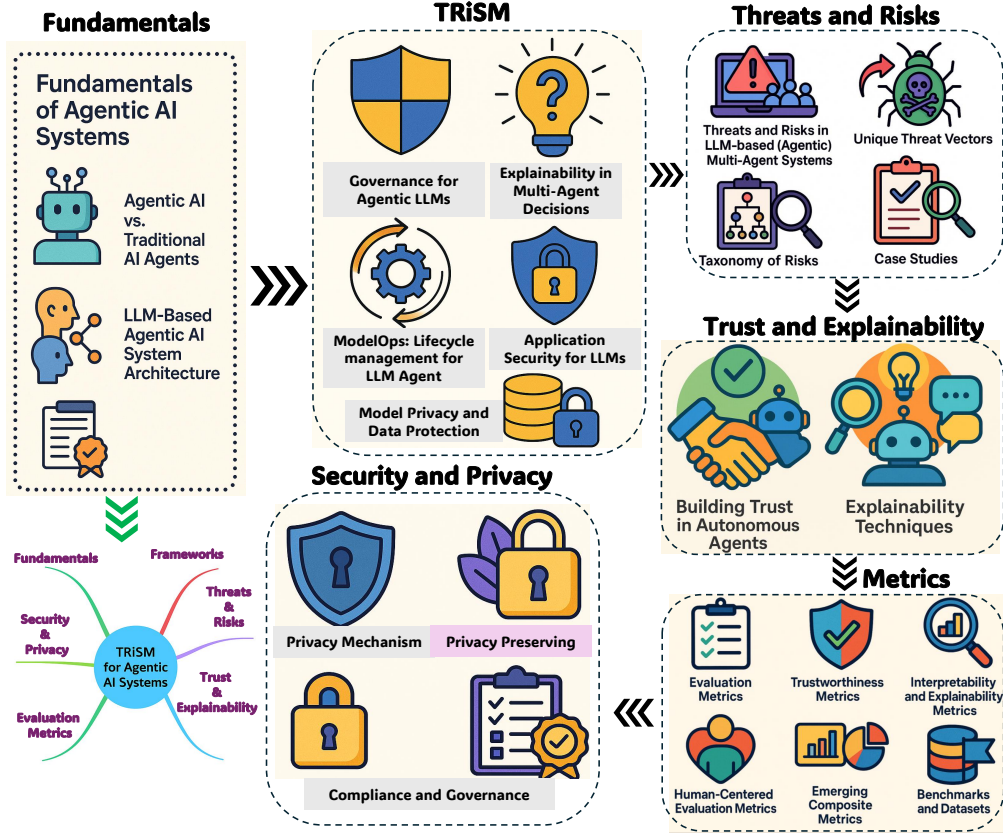 Fundamentals
Fundamentals
of Agentic AI
Systems
Agentic AI
vs.
Traditional
AI Agents
LLM-Based
Agentic AI
System
Architecture
TRiSM
Governance for
Agentic LLMs
Explainability in
Multi-Agent
Decisions
ModelOps: Lifecycle
management for
LLM Agent
Application
Security for LLMs
Model Privacy and
Data Protection
Threats and Risks
Threats and Risks in
LLM-based (Agentic)
Multi-Agent Systems
Unique Threat Vectors
Taxonomy of Risks
Case Studies
Trust and Explainability
Building Trust
in Autonomous
Agents
Explainability
Techniques
Metrics
Evaluation
Metrics
Trustworthiness
Metrics
Interpretability
and Explainability
Metrics
Human-Centered
Evaluation Metrics
Emerging
Composite
Metrics
Benchmarks
and Datasets
Security and Privacy
Privacy Mechanism
Privacy Preserving
Compliance and Governance
Fundamentals
Frameworks
Security
&
Privacy
Threats
&
Risks
TRiSM
for Agentic
AI Systems
Trust
&
Explainability
Evaluation
Metrics